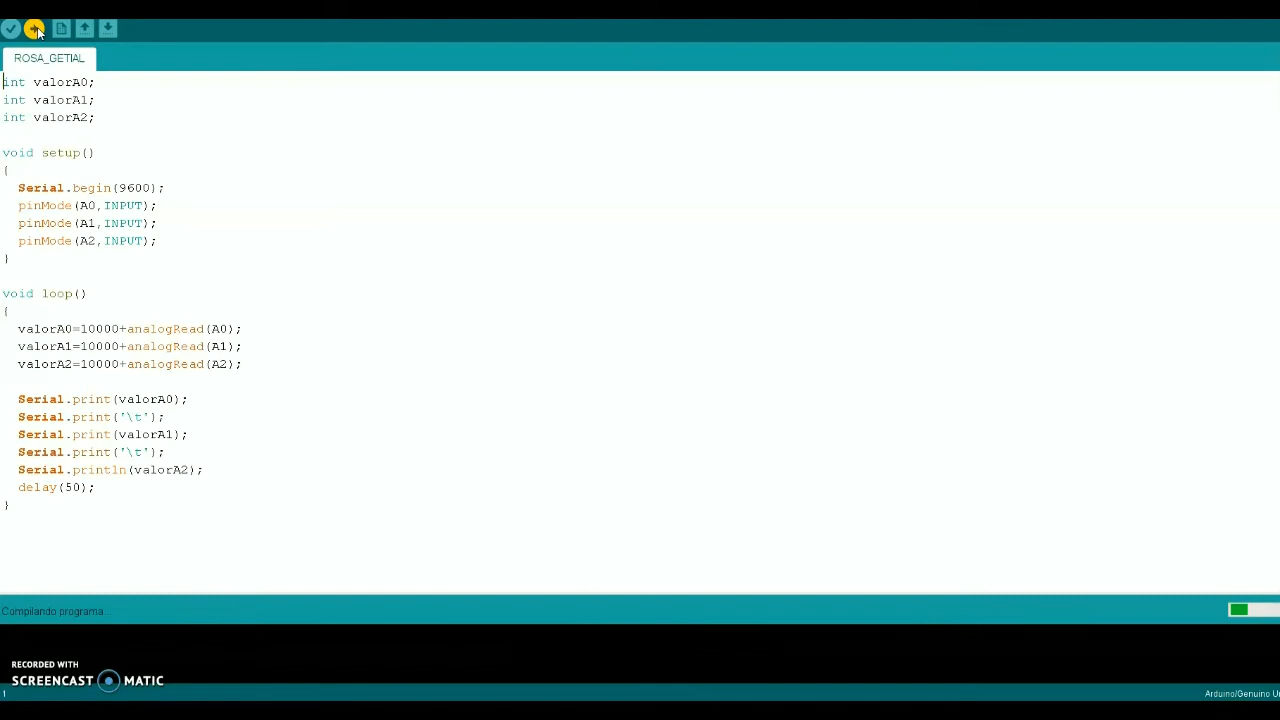 ROSA_GETIAL
int valorA0;
int valorA1;
int valorA2;
void setup()
{
Serial.begin(9600);
pinMode(A0,INPUT);
pinMode(A1,INPUT);
pinMode(A2,INPUT);
}
void loop()
{
valorA0=10000+analogRead(A0);
valorA1=10000+analogRead(A1);
valorA2=10000+analogRead(A2);
Serial.print(valorA0);
Serial.print('\t');
Serial.print(valorA1);
Serial.print('\t');
Serial.println(valorA2);
delay(50);
}
Compilando programa...
RECORDED WITH
SCREENCAST MATIC
1
Arduino/Genuino Un